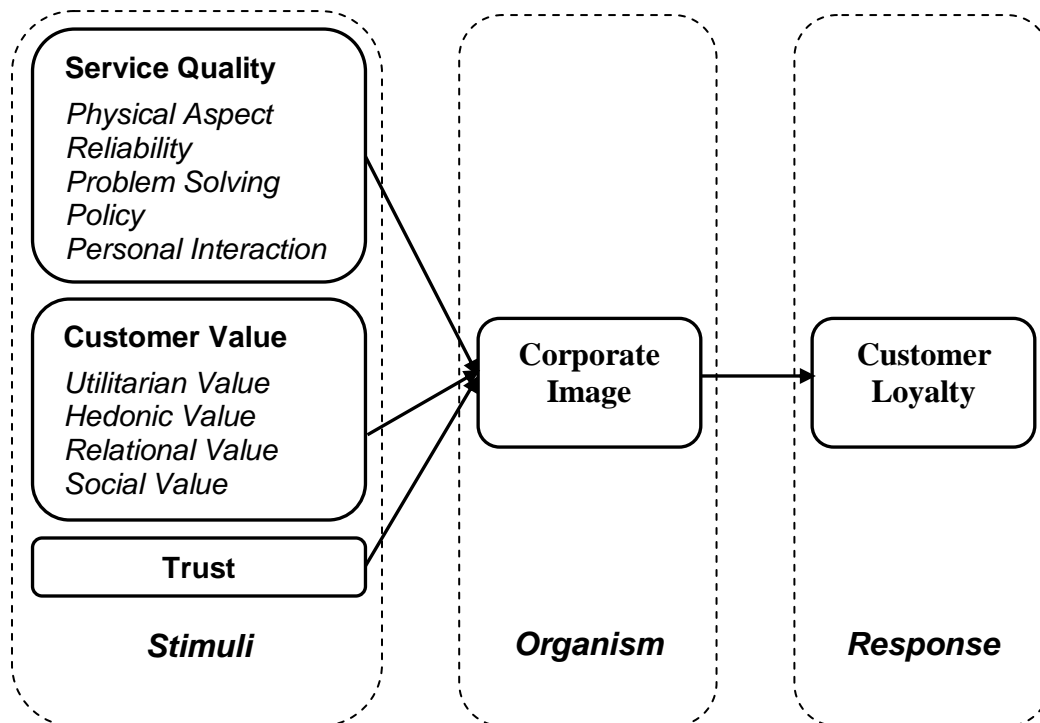 Service Quality
Physical Aspect
Reliability
Problem Solving
Policy
Personal Interaction
Customer Value
Utilitarian Value
Hedonic Value
Relational Value
Social Value
Trust
Stimuli
Corporate
Image
Organism
Customer
Loyalty
Response